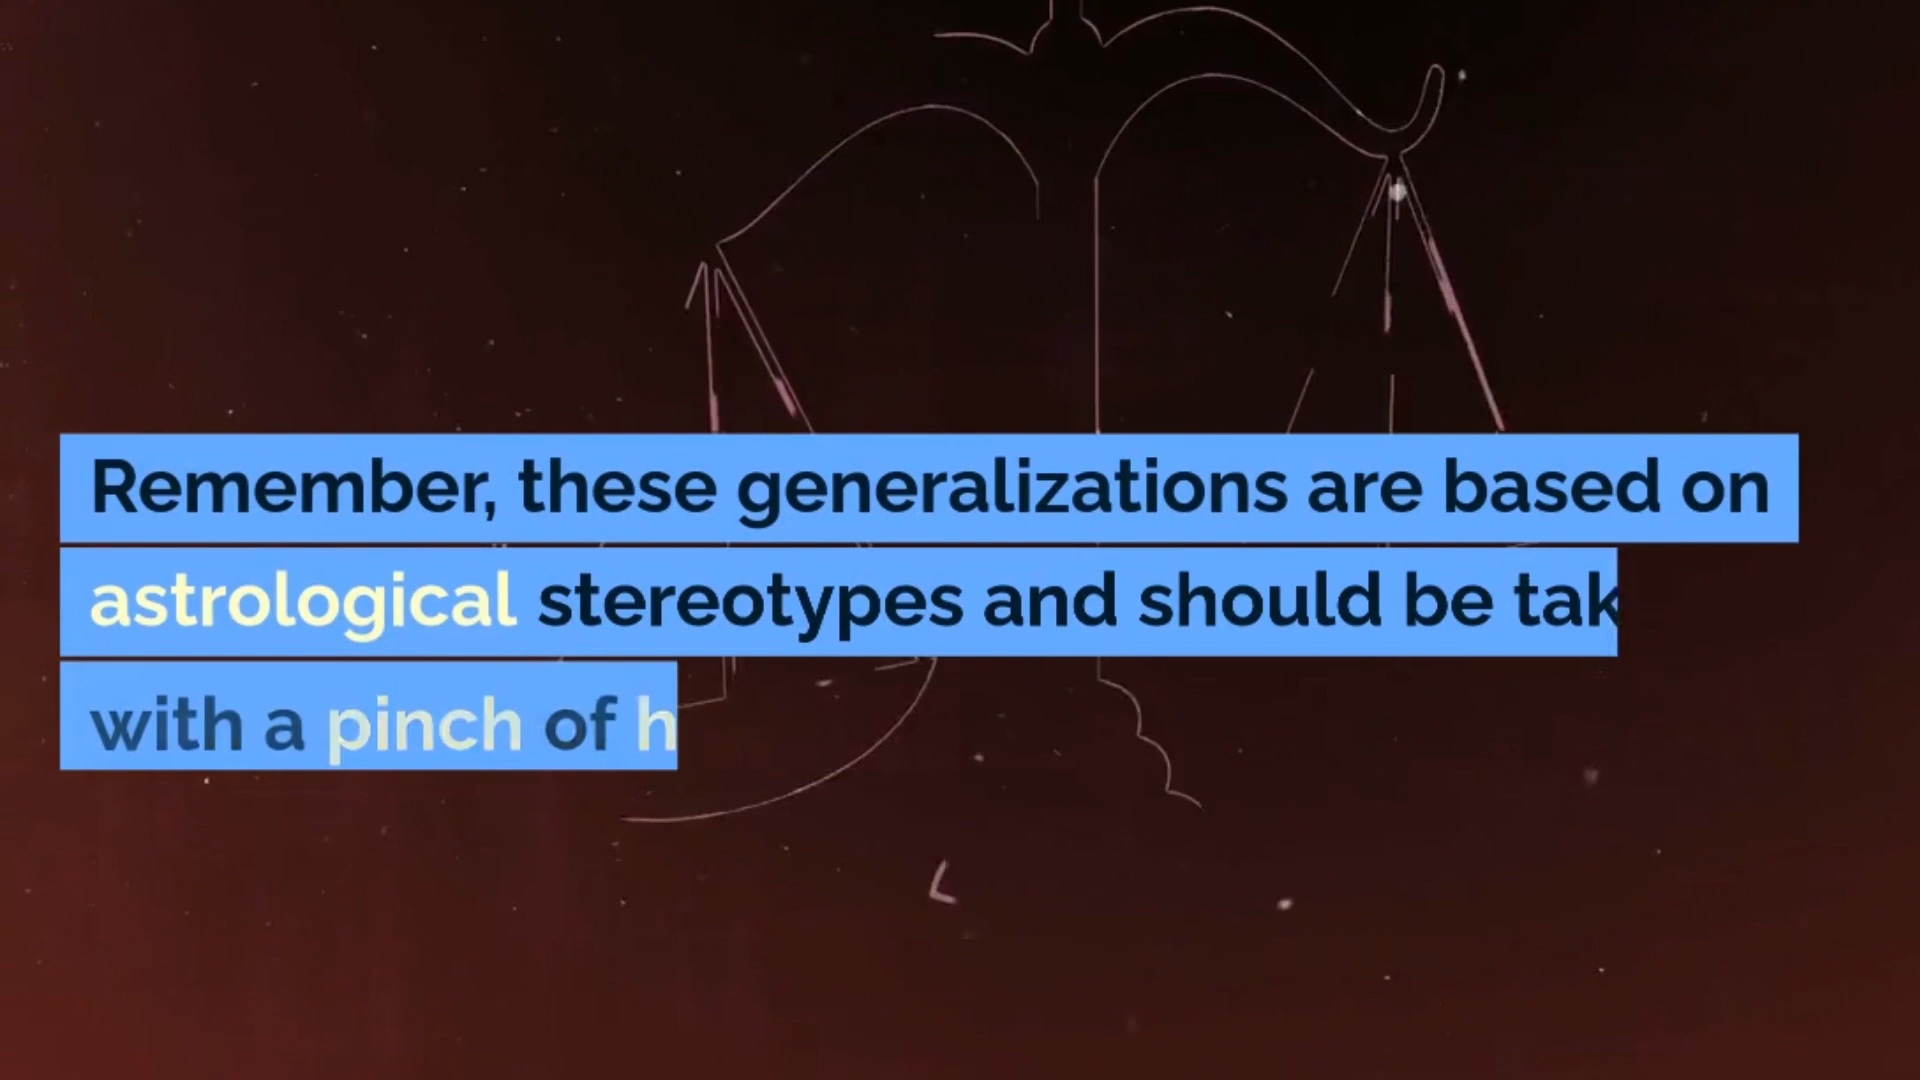 Remember, these generalizations are based on
astrological stereotypes and should be tak
with a pinch of h